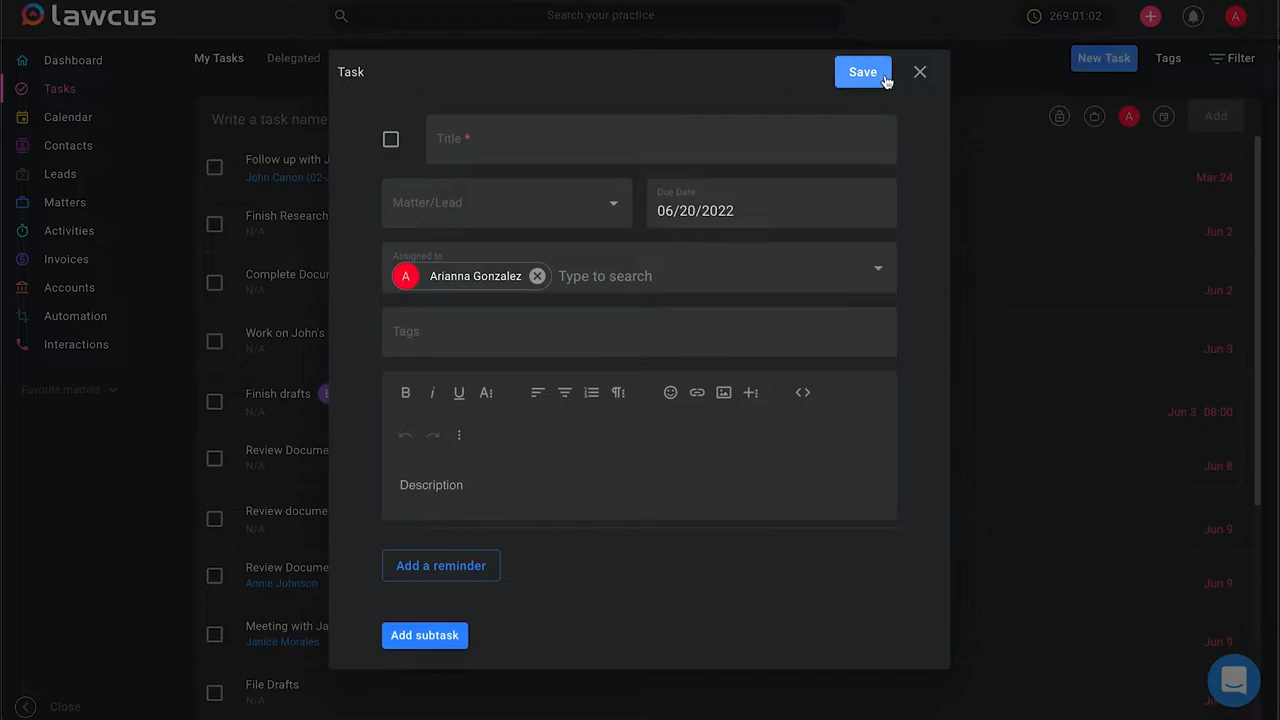 lawcus
Search your practice
269:01:02
A
Dashboard
Tasks
Calendar
Contacts
Leads
Matters
Activities
Invoices
Accounts
Automation
Interactions
Favorite matters
Close
My Tasks
Delegated
New Task
Tags
Filter
Write a task name
A
Add
Follow up with J
John Canon (02-
Mar 24
Finish Research
N/A
Jun 2
Complete Docur
N/A
Jun 2
Work on John's
N/A
Jun 3
Finish drafts
N/A
Jun 3 08:00
Review Docume
N/A
Jun 8
Review docume
N/A
Jun 9
Review Docume
Annie Johnson
Jun 9
Meeting with Ja
Janice Morales
Jun 9
File Drafts
N/A
Task
Save
Title *
Matter/Lead
Due Date
06/20/2022
Assigned to
A Arianna Gonzalez Type to search
Tags
Description
Add a reminder
Add subtask